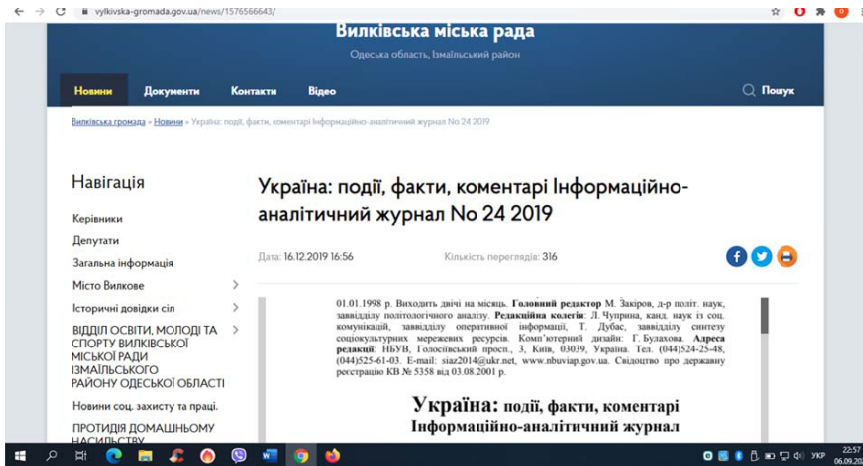 vylkivska-gromada.gov.ua/news/1576566643/
Вилківська міська рада
Одеська область, Ізмаїльський район
Новини Документи Контакти Відео Пошук
Вилківська громада » Новини » Україна: події, факти, коментарі Інформаційно-аналітичний журнал No 24 2019
Навігація
Керівники
Депутати
Загальна інформація
Місто Вилкове
Історичні довідки сіл
ВІДДІЛ ОСВІТИ, МОЛОДІ ТА
СПОРТУ ВИЛКІВСЬКОЇ
МІСЬКОЇ РАДИ
ІЗМАЇЛЬСЬКОГО
РАЙОНУ ОДЕСЬКОЇ ОБЛАСТІ
Новини соц. захисту та праці.
ПРОТИДІЯ ДОМАШНЬОМУ
НАСИЛЬСТВУ
Україна: події, факти, коментарі Інформаційно-
аналітичний журнал No 24 2019
Дата: 16.12.2019 16:56 Кількість переглядів: 316
01.01.1998 р. Виходить двічі на місяць. Головний редактор М. Закіров, д-р політ. наук,
заввідділу політологічного аналізу. Редакційна колегія: Л. Чуприна, канд. наук із соц.
комунікацій, заввідділу оперативної інформації, Т. Дубас, заввідділу синтезу
соціокультурних мережевих ресурсів. Комп'ютерний дизайн: Г. Булахова. Адреса
редакції: НБУВ, Голосіївський просп., 3, Київ, 03039, Україна. Тел. (044)524-25-48,
(044)525-61-03. E-mail: siaz2014@ukr.net, www.nbuviap.gov.ua. Свідоцтво про державну
реєстрацію КВ № 5358 від 03.08.2001 р.
Україна: події, факти, коментарі
Інформаційно-аналітичний журнал
УКР
22:57
06.09.20